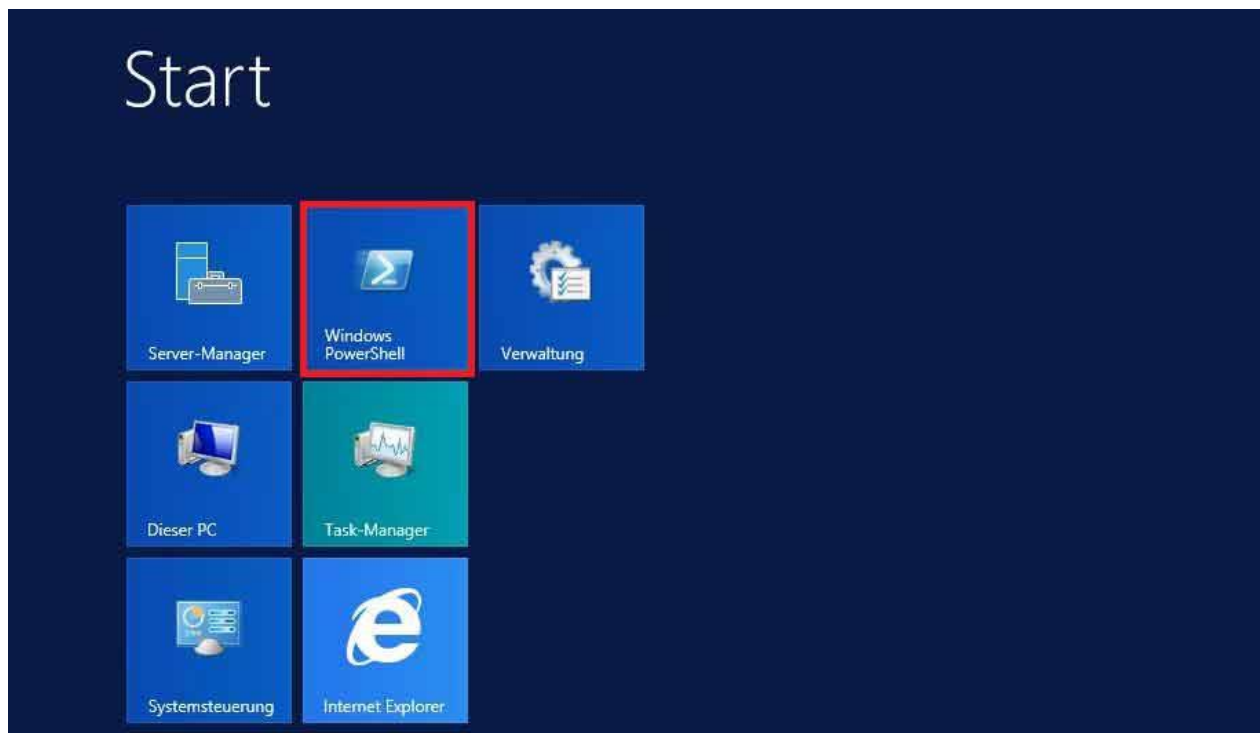 Start
Server-Manager
Windows
PowerShell
Verwaltung
Dieser PC
Task-Manager
Systemsteuerung
Internet Explorer